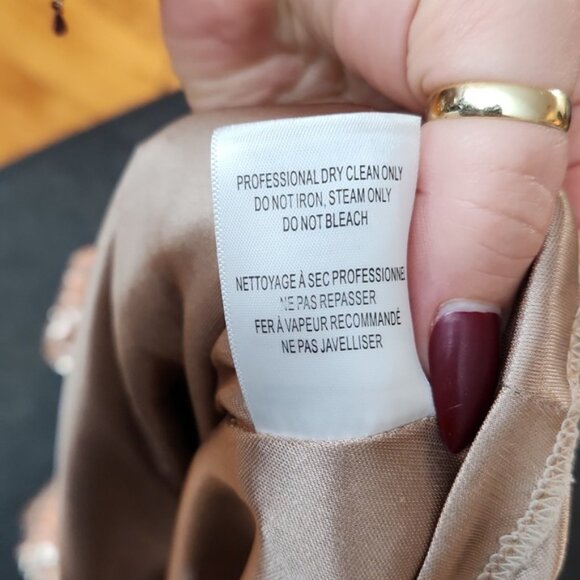 PROFESSIONAL DRY CLEAN ONLY
DO NOT IRON, STEAM ONLY
DO NOT BLEACH
NETTOYAGE À SEC PROFESSIONNE
NE PAS REPASSER
FER À VAPEUR RECOMMANDÉ
NE PAS JAVELLISER